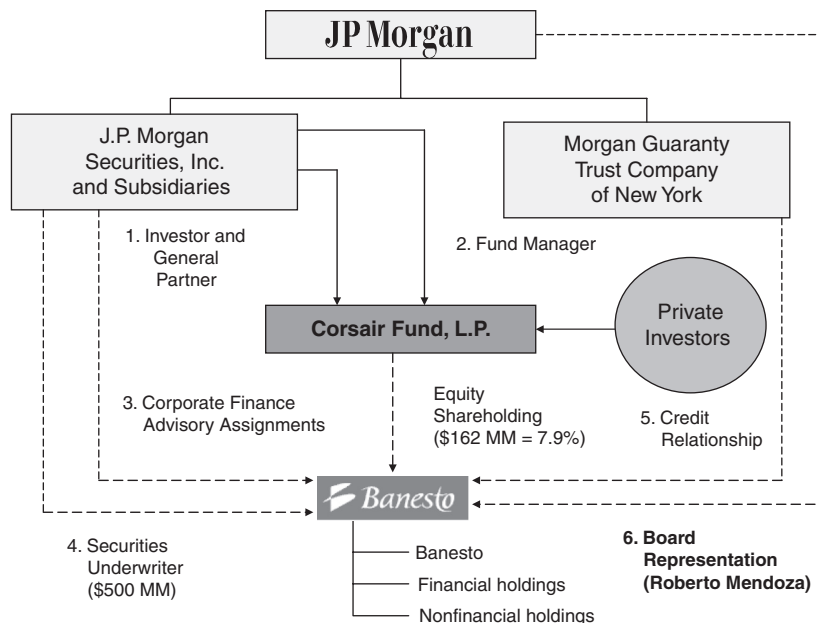 JP Morgan
J.P. Morgan
Securities, Inc.
and Subsidiaries
Morgan Guaranty
Trust Company
of New York
1. Investor and
General
Partner
2. Fund Manager
Corsair Fund, L.P.
Private
Investors
3. Corporate Finance
Advisory Assignments
Equity
Shareholding
($162 MM = 7.9%)
5. Credit
Relationship
Banesto
4. Securities
Underwriter
($500 MM)
6. Board
Representation
(Roberto Mendoza)
Banesto
Financial holdings
Nonfinancial holdings